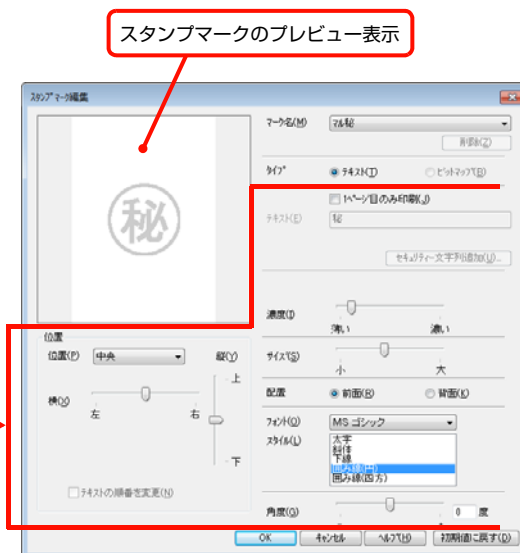 スタンプマークのプレビュー表示
スタンプマーク編集
秘
マーク名(M) マル秘
削除(Z)
タイプ テキスト(T) ビットマップ(B)
1ページ目のみ印刷(J)
テキスト(E) 秘
セキュリティー文字列追加(U)...
濃度(I)
薄い 濃い
サイズ(S)
小 大
配置 前面(R) 背面(K)
フォント(O) MS ゴシック
スタイル(L) 太字
斜体
下線
囲み線(円)
囲み線(四方)
角度(G) 0 度
位置
位置(P) 中央 縦(Y)
上
横(X)
左 右
下
テキストの順番を変更(N)
OK キャンセル ヘルプ(H) 初期値に戻す(D)